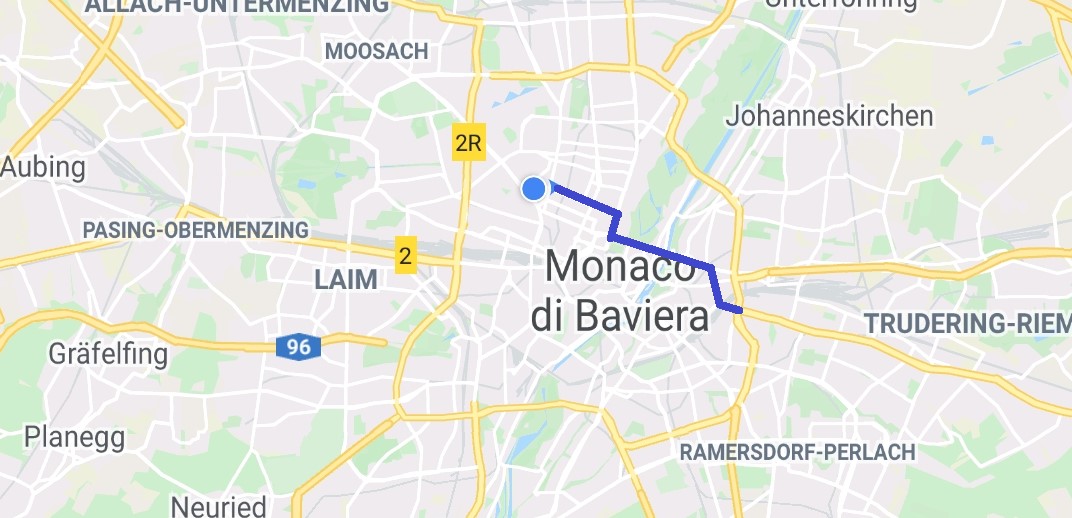 ALLACH-UNTERMENZING
Unterföhring
MOOSACH
Johanneskirchen
2R
Aubing
PASING-OBERMENZING
2
LAIM
Monaco
di Baviera
TRUDERING-RIEM
96
Gräfelfing
Planegg
RAMERSDORF-PERLACH
Neuried